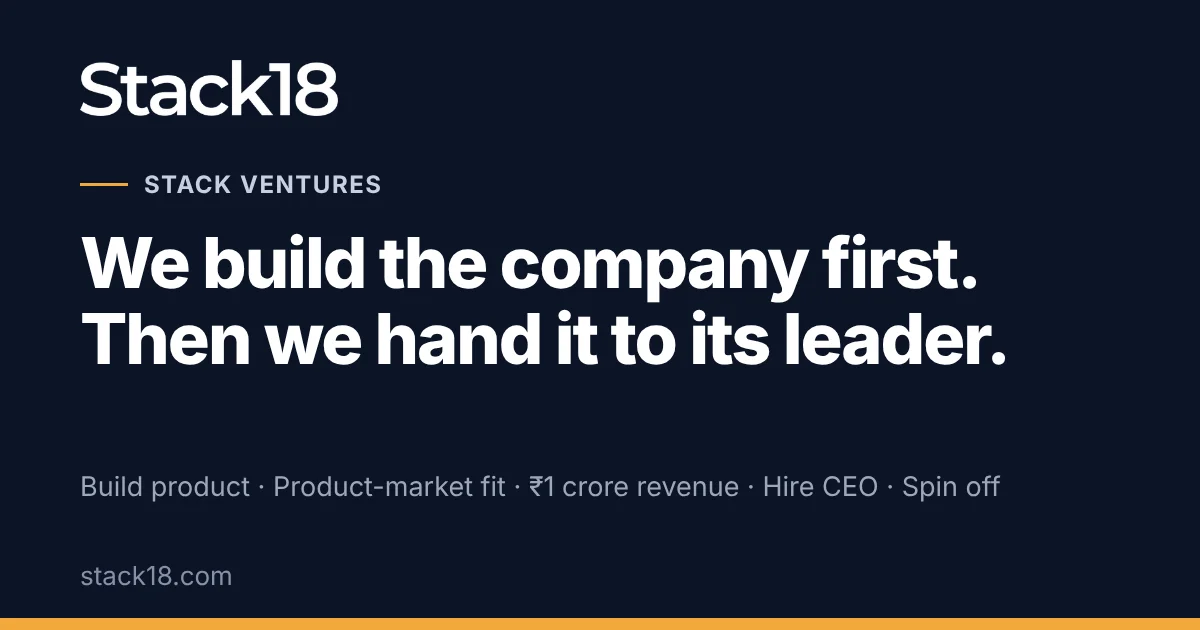 Stack18
STACK VENTURES
We build the company first.
Then we hand it to its leader.
Build product · Product-market fit · ₹1 crore revenue · Hire CEO · Spin off
stack18.com